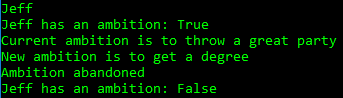 Jeff
Jeff has an ambition: True
Current ambition is to throw a great party
New ambition is to get a degree
Ambition abandoned
Jeff has an ambition: False